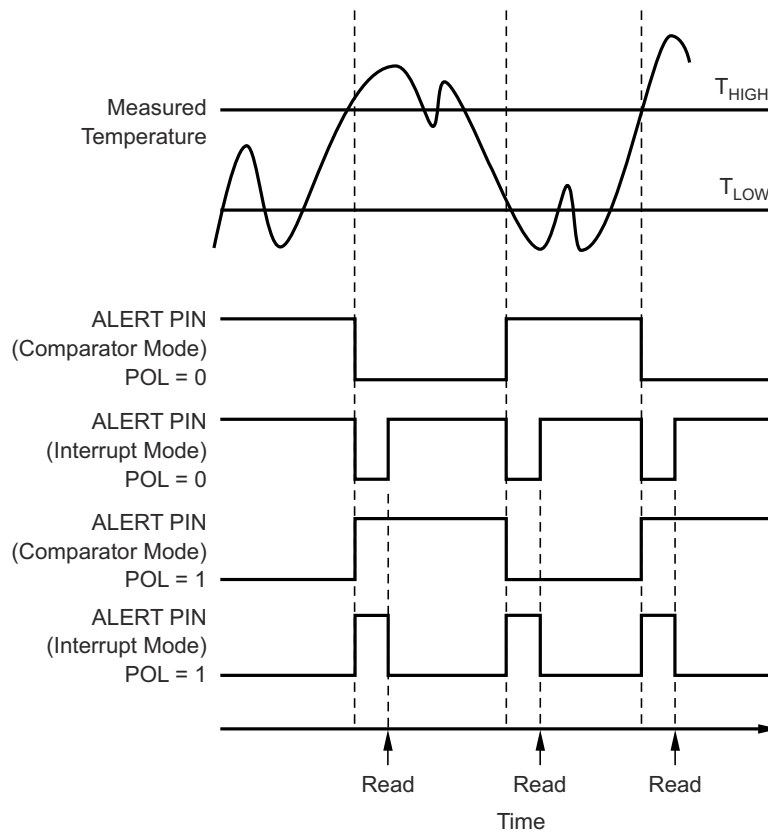 T_HIGH
Measured
Temperature
T_LOW
ALERT PIN
(Comparator Mode)
POL = 0
ALERT PIN
(Interrupt Mode)
POL = 0
ALERT PIN
(Comparator Mode)
POL = 1
ALERT PIN
(Interrupt Mode)
POL = 1
Read Read Read
Time